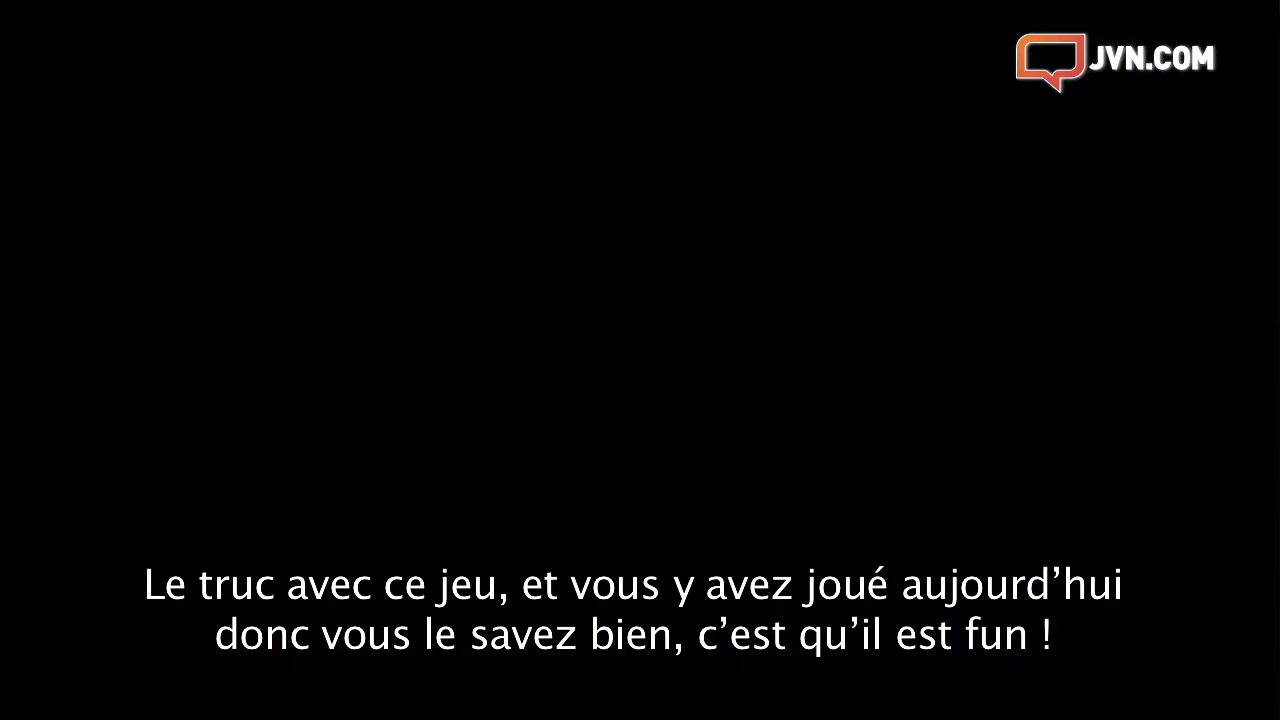 JVN.COM
Le truc avec ce jeu, et vous y avez joué aujourd’hui
donc vous le savez bien, c’est qu’il est fun !